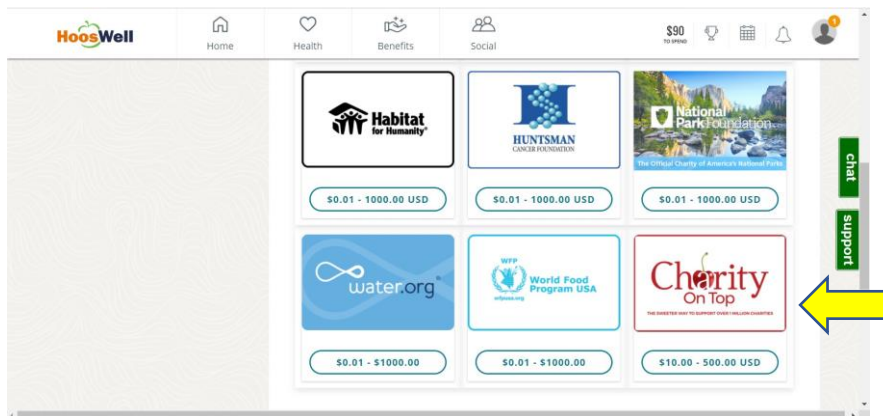 HoosWell
Home
Health
Benefits
Social
$90
TO SPEND
1
Habitat
for Humanity®
HUNTSMAN
CANCER FOUNDATION
National
Park Foundation
The Official Charity of America's National Parks
$0.01 - 1000.00 USD
$0.01 - 1000.00 USD
$0.01 - 1000.00 USD
chat
support
water.org
WFP
wfpusa.org
World Food
Program USA
Charity
On Top
THE SWEETER WAY TO SUPPORT OVER 1 MILLION CHARITIES
$0.01 - $1000.00
$0.01 - $1000.00
$10.00 - 500.00 USD